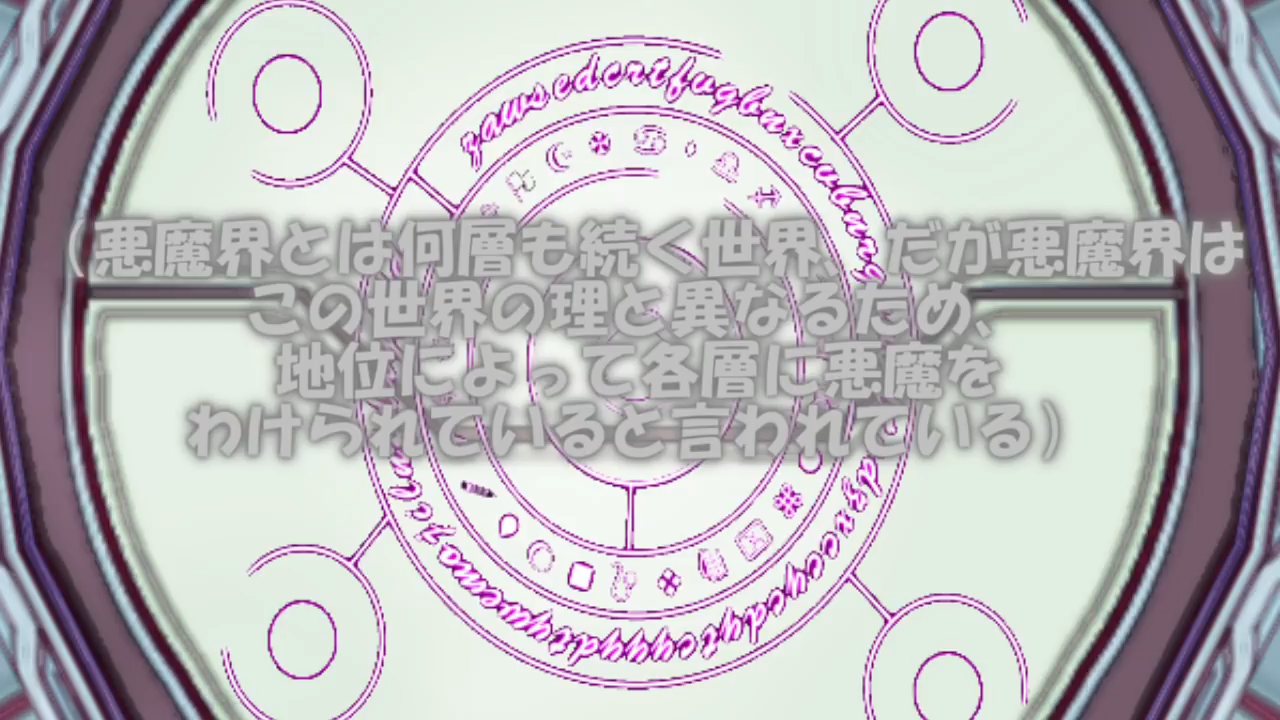 zawsedcrtfugbnxcvbnrg
（悪魔界とは何層も続く世界、だが悪魔界は
この世界の理と異なるため、
地位によって各層に悪魔を
わけられていると言われている）